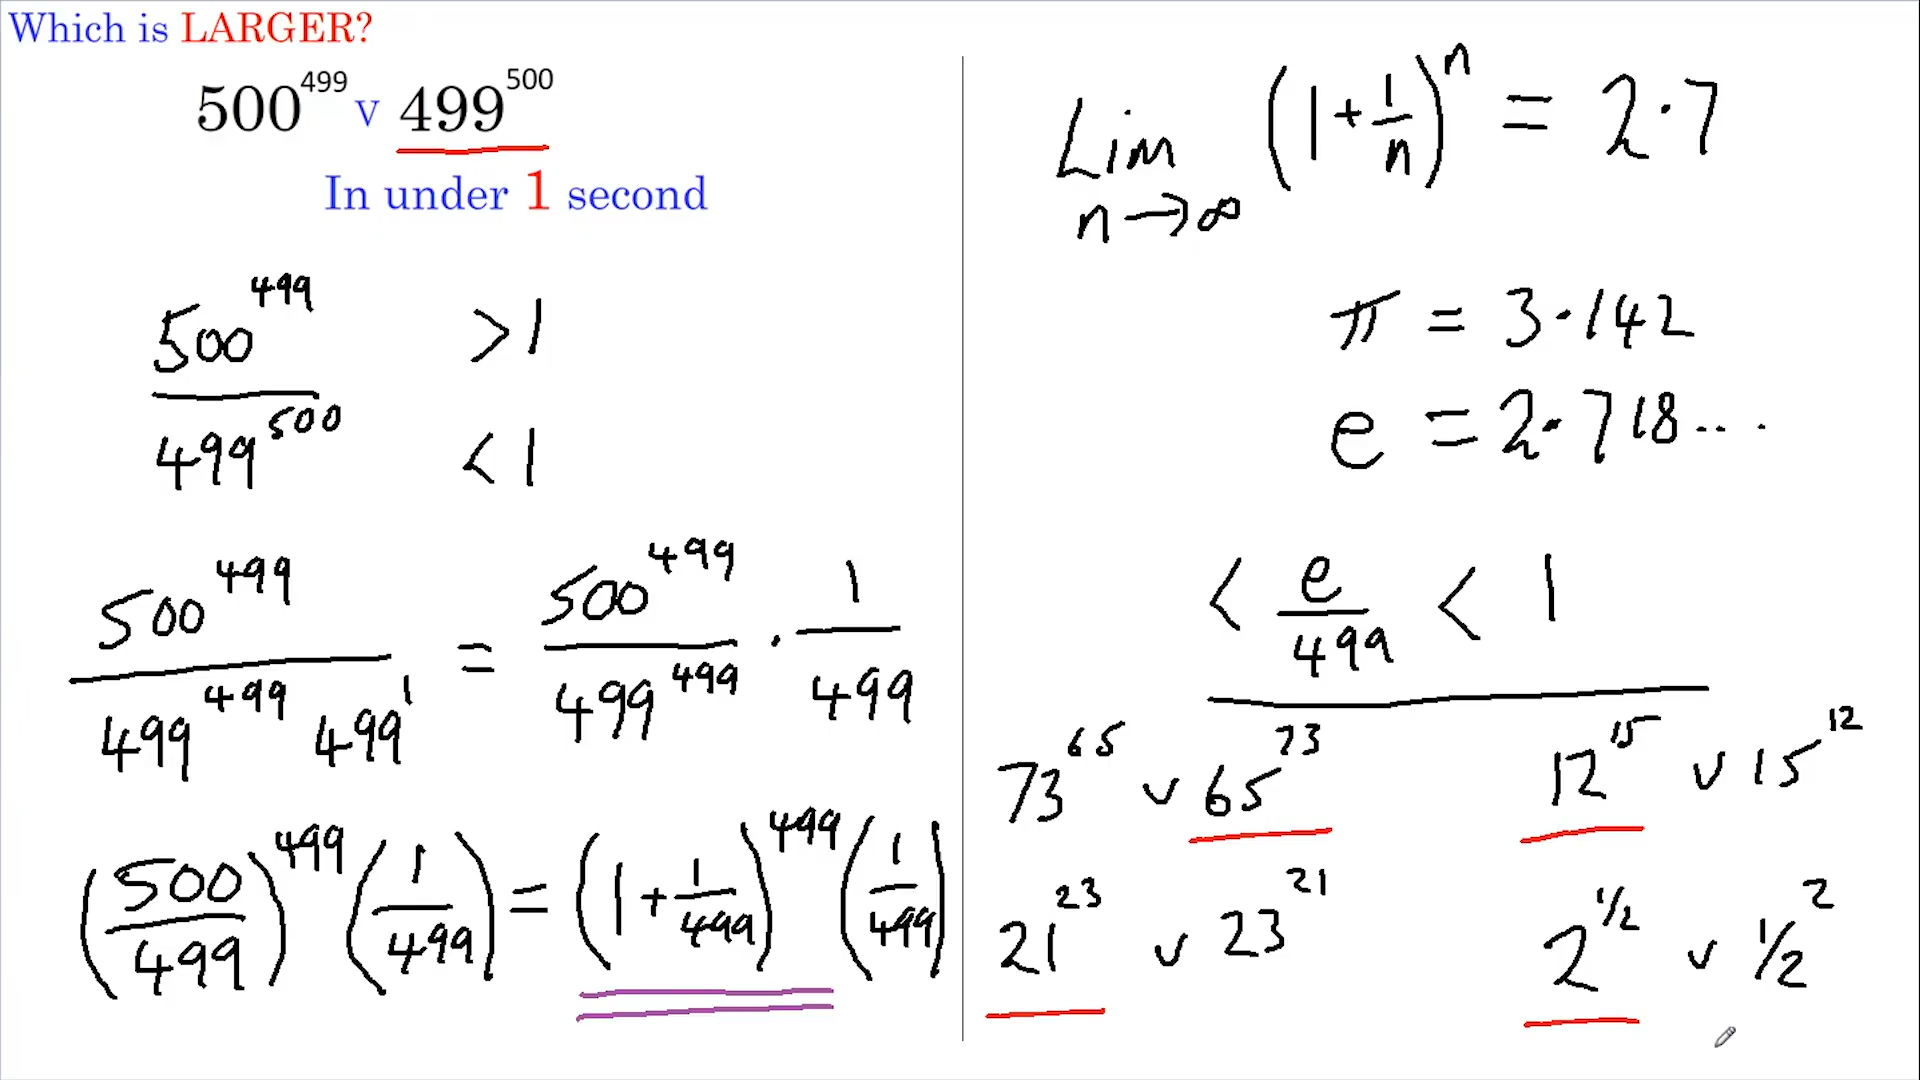 Which is LARGER?
500^499 v 499^500
In under 1 second
500^499 / 499^500 > 1
< 1
500^499 / 499^499 499^1 = 500^499 / 499^499 · 1 / 499
(500 / 499)^499 (1 / 499) = (1 + 1 / 499)^499 (1 / 499)
Lim n→∞ (1 + 1/n)^n = 2·7
π = 3·142
e = 2·718....
< e / 499 < 1
73^65 v 65^73
12^15 v 15^12
21^23 v 23^21
2^1/2 v 1/2^2